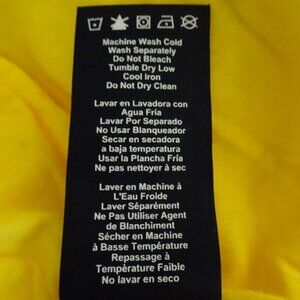 Machine Wash Cold
Wash Separately
Do Not Bleach
Tumble Dry Low
Cool Iron
Do Not Dry Clean
Lavar en Lavadora con
Agua Fría
Lavar Por Separado
No Usar Blanqueador
Secar en secadora
a baja temperatura
Usar la Plancha Fría
Ne pas nettoyer à sec
Laver en Machine à
L'Eau Froide
Laver Séparément
Ne Pas Utiliser Agent
de Blanchiment
Sécher en Machine
à Basse Température
Repassage à
Température Faible
No lavar en seco